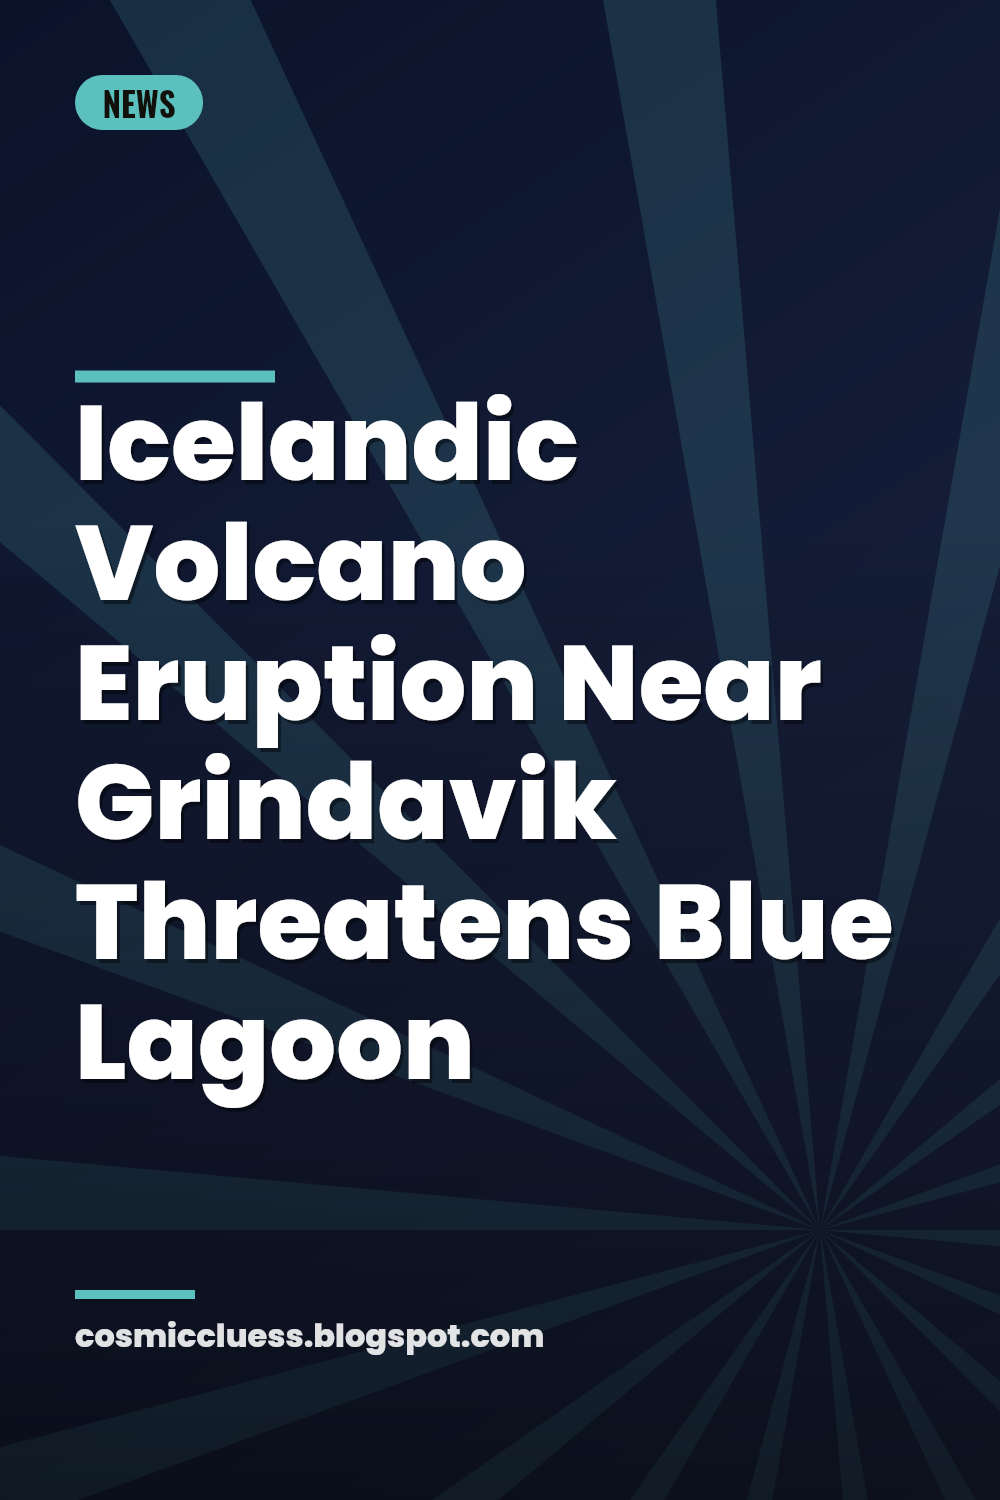 NEWS
Icelandic
Volcano
Eruption Near
Grindavik
Threatens Blue
Lagoon
cosmiccluess.blogspot.com